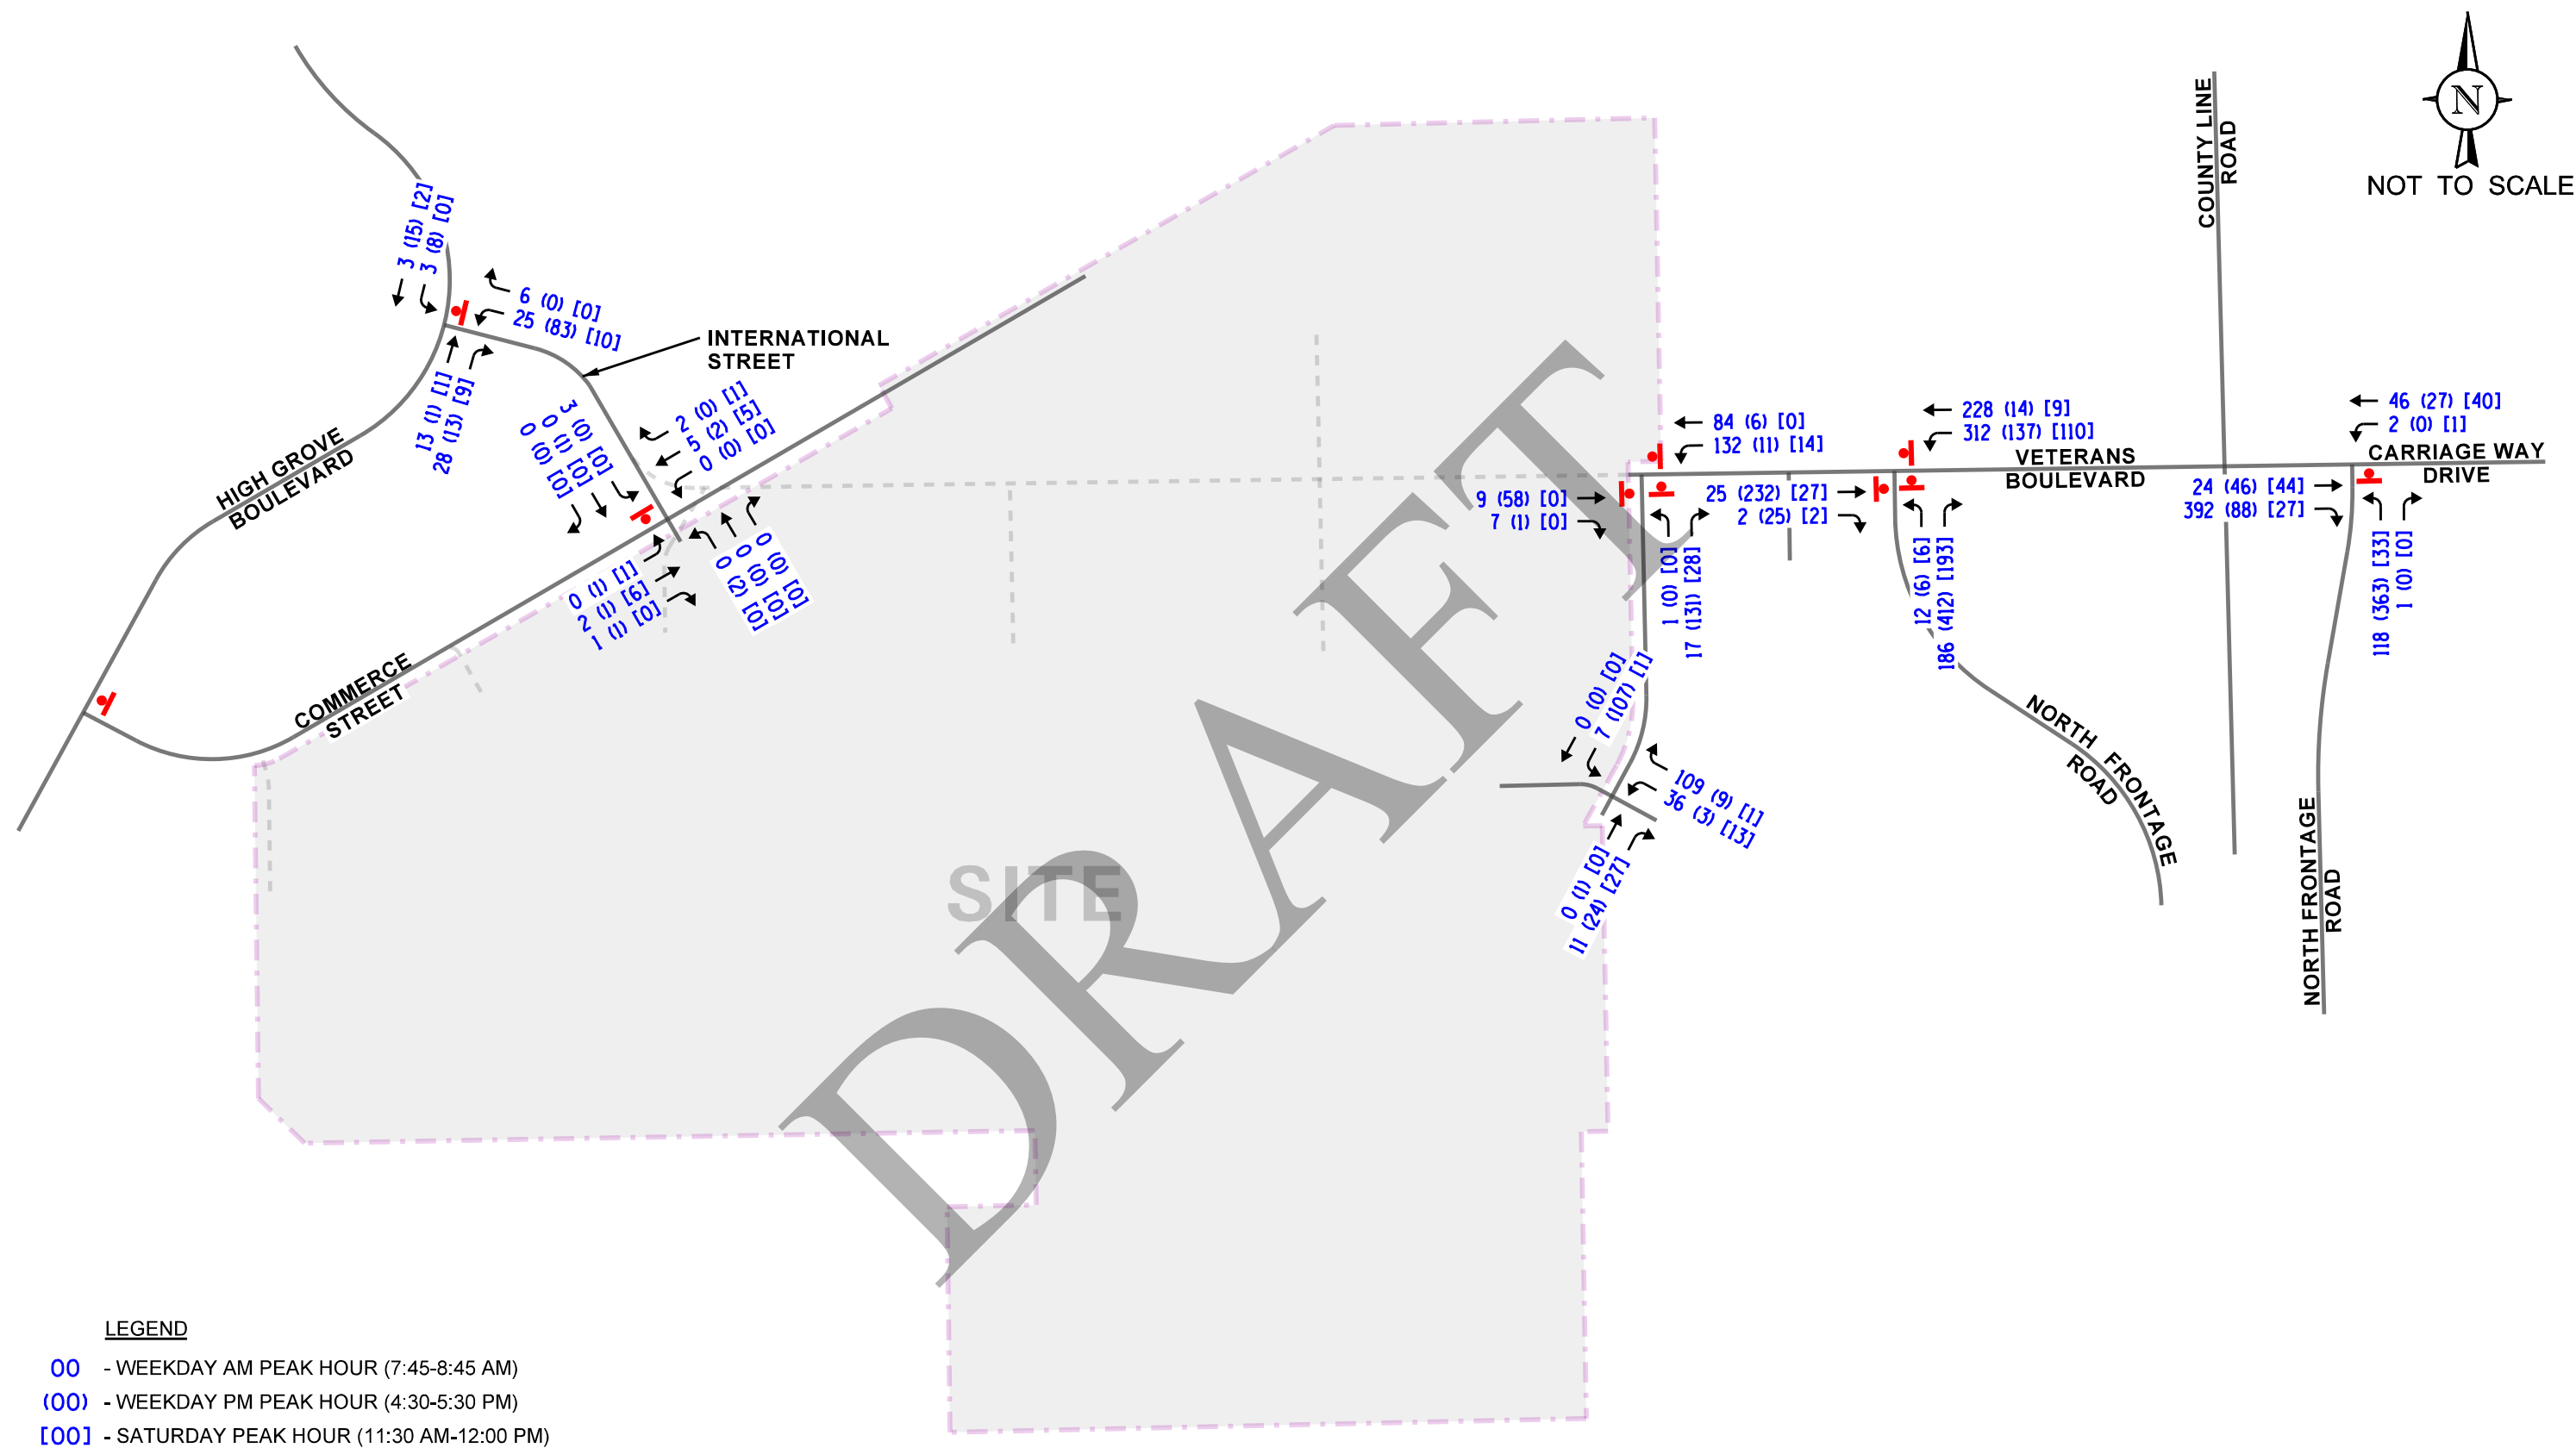 N
NOT TO SCALE
COUNTY LINE
ROAD
3 (15) [2]
3 (8) [0]
6 (0) [0]
25 (83) [10]
13 (1) [1]
28 (13) [9]
INTERNATIONAL
STREET
HIGH GROVE
BOULEVARD
2 (0) [1]
5 (2) [5]
0 (0) [0]
3 (0) [0]
0 (1) [0]
0 (0) [0]
0 (1) [1]
2 (1) [6]
1 (1) [0]
0 (0) [0]
0 (0) [0]
0 (2) [0]
COMMERCE
STREET
84 (6) [0]
132 (11) [14]
9 (58) [0]
7 (1) [0]
1 (0) [0]
17 (131) [28]
25 (232) [27]
2 (25) [2]
228 (14) [9]
312 (137) [110]
12 (6) [6]
186 (412) [193]
VETERANS
BOULEVARD
46 (27) [40]
2 (0) [1]
CARRIAGE WAY
DRIVE
24 (46) [44]
392 (88) [27]
118 (363) [33]
1 (0) [0]
0 (0) [0]
7 (107) [1]
109 (9) [1]
36 (3) [13]
0 (1) [0]
11 (24) [27]
NORTH FRONTAGE
ROAD
NORTH FRONTAGE
ROAD
SITE
DRAFT
LEGEND
00 - WEEKDAY AM PEAK HOUR (7:45-8:45 AM)
(00) - WEEKDAY PM PEAK HOUR (4:30-5:30 PM)
[00] - SATURDAY PEAK HOUR (11:30 AM-12:00 PM)